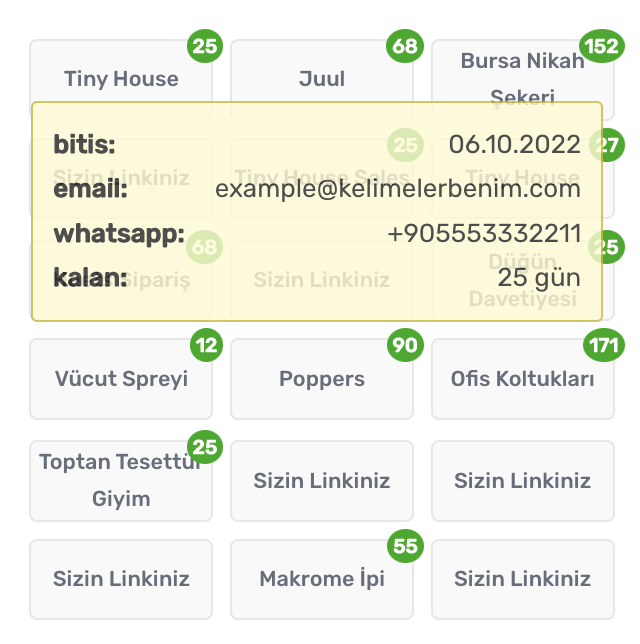 25
68
152
Tiny House
Juul
Bursa Nikah
Şekeri
bitis:
06.10.2022
25
27
Sizin Linkiniz
Tiny House Sales
Tiny House
email:
example@kelimelerbenim.com
whatsapp:
+905553332211
68
25
Sipariş
Sizin Linkiniz
Düğün
Davetiyesi
kalan:
25 gün
12
90
171
Vücut Spreyi
Poppers
Ofis Koltukları
25
Toptan Tesettür
Giyim
Sizin Linkiniz
Sizin Linkiniz
55
Sizin Linkiniz
Makrome İpi
Sizin Linkiniz